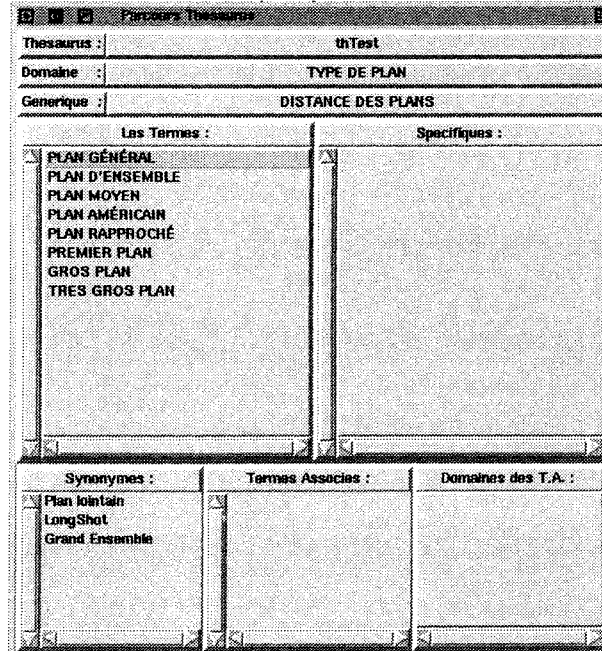 Parcours Thesaurus
Thesaurus : thTest
Domaine : TYPE DE PLAN
Generique : DISTANCE DES PLANS
Les Termes : Specifiques :
PLAN GÉNÉRAL
PLAN D'ENSEMBLE
PLAN MOYEN
PLAN AMÉRICAIN
PLAN RAPPROCHÉ
PREMIER PLAN
GROS PLAN
TRES GROS PLAN
Synonymes : Termes Associes : Domaines des T.A. :
Plan lointain
LongShot
Grand Ensemble